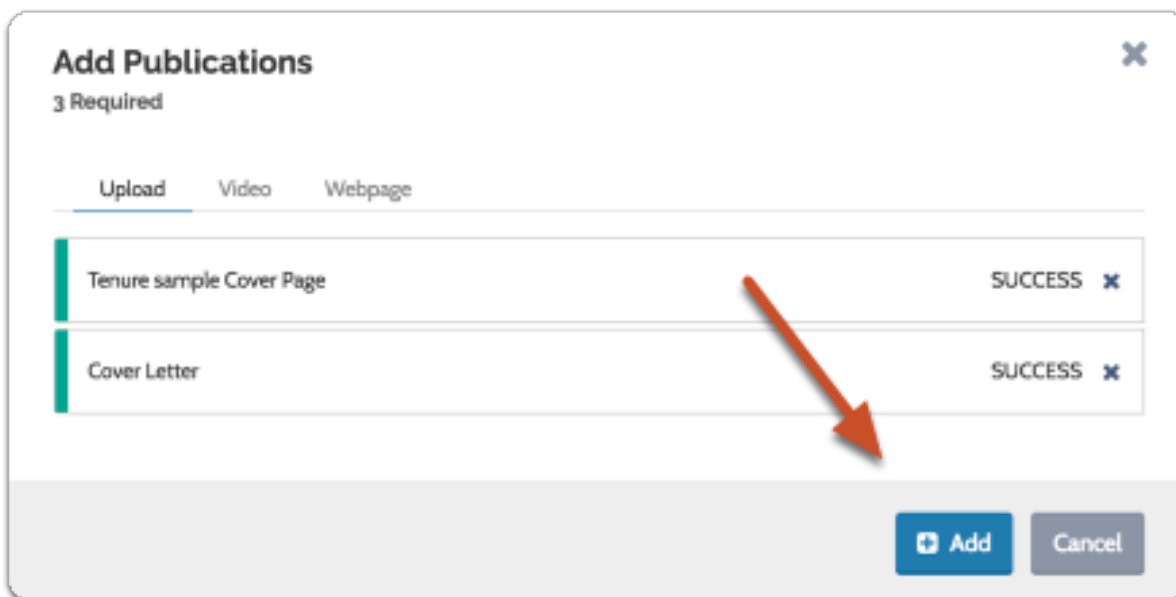 Add Publications
3 Required
Upload Video Webpage
Tenure sample Cover Page SUCCESS
Cover Letter SUCCESS
Add Cancel